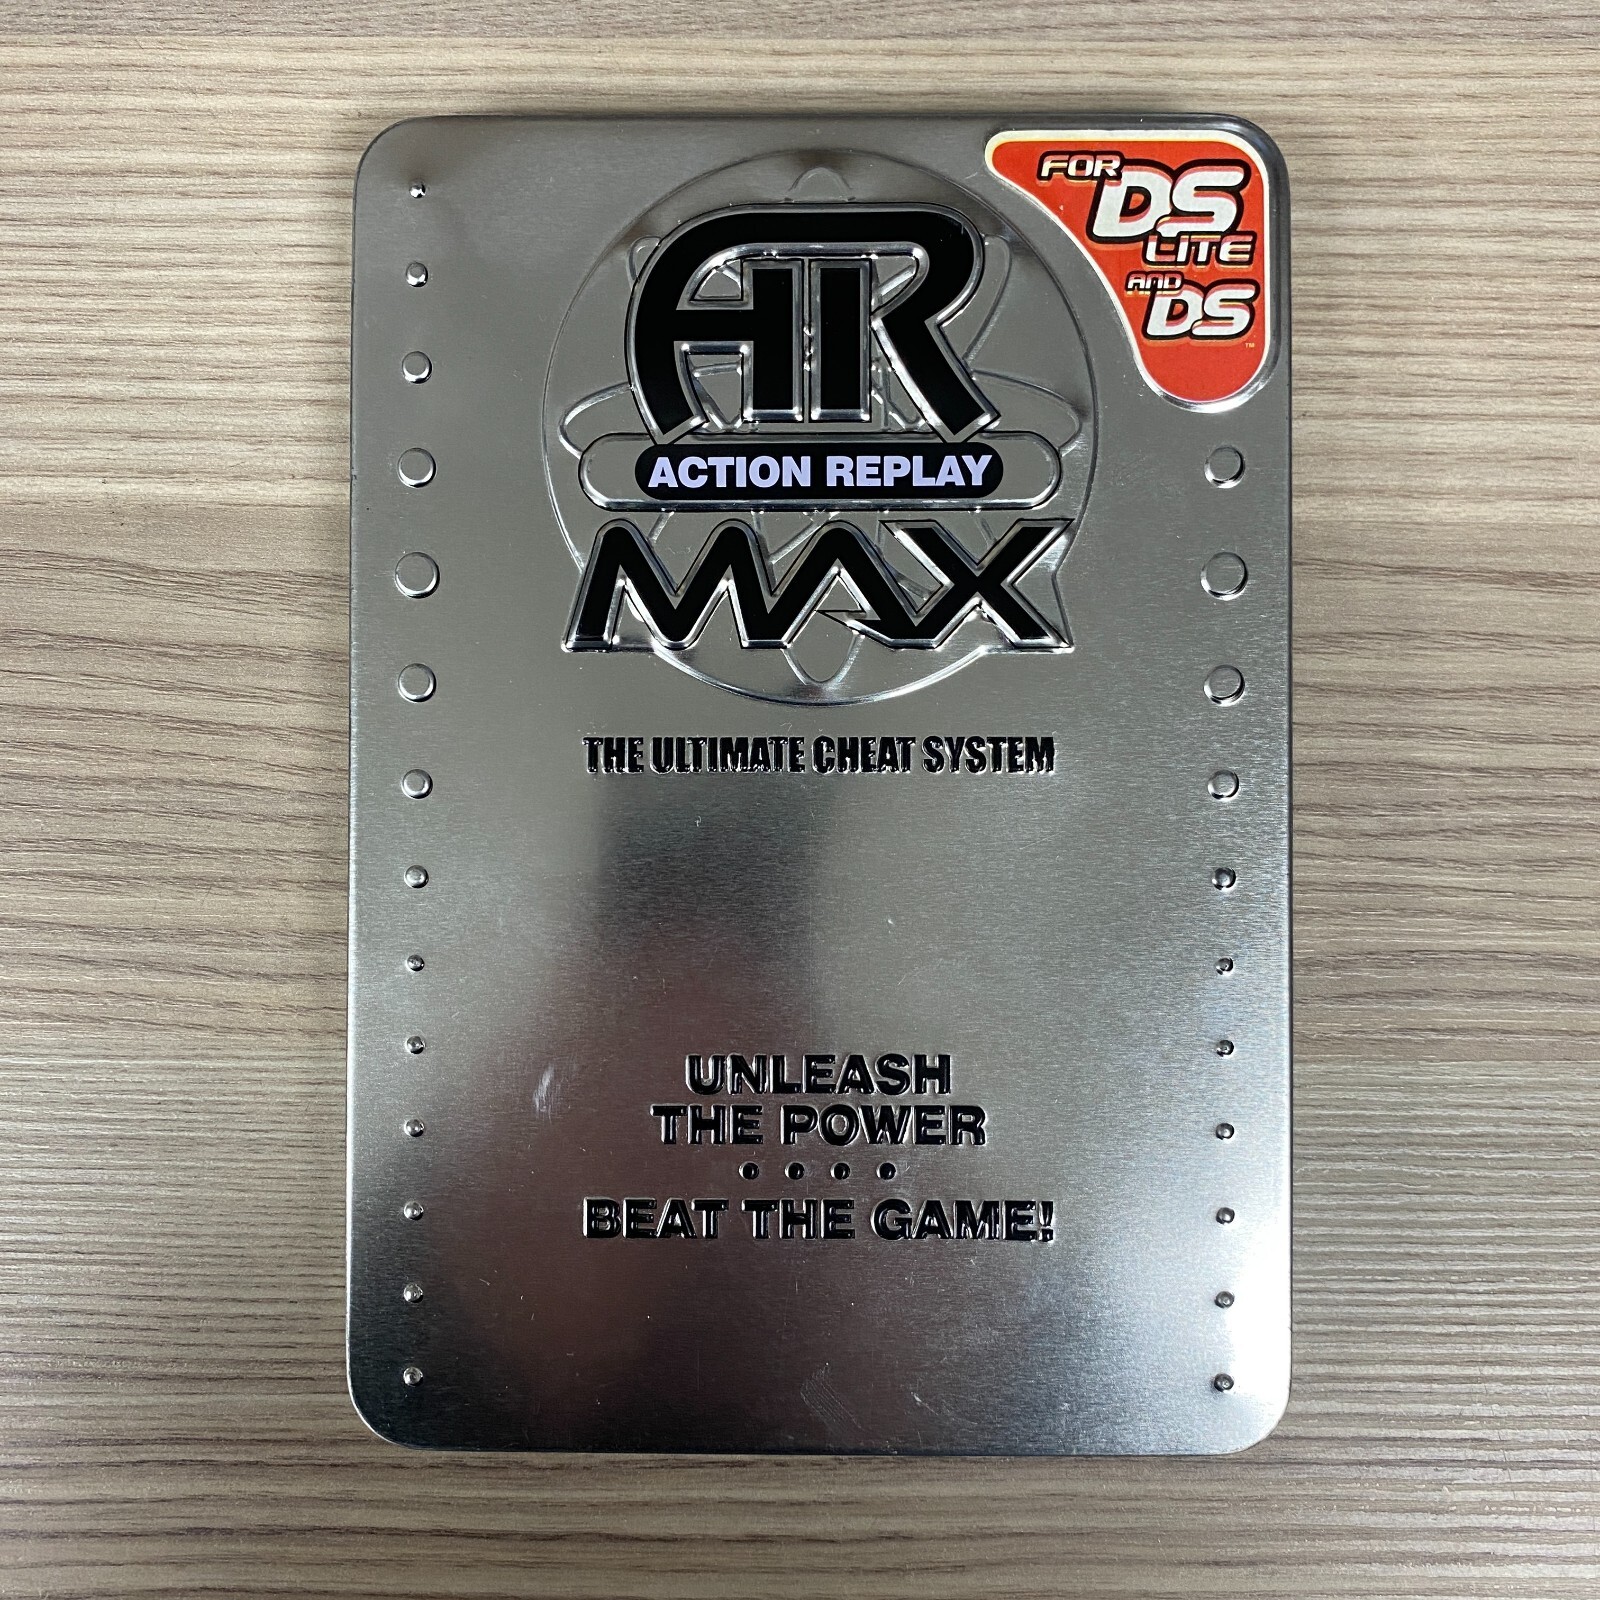 FOR
DS
LITE
AND
DS
™
AR
ACTION REPLAY
MAX
THE ULTIMATE CHEAT SYSTEM
UNLEASH
THE POWER
BEAT THE GAME!